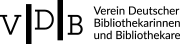 VDB
Verein Deutscher
Bibliothekarinnen
und Bibliothekare